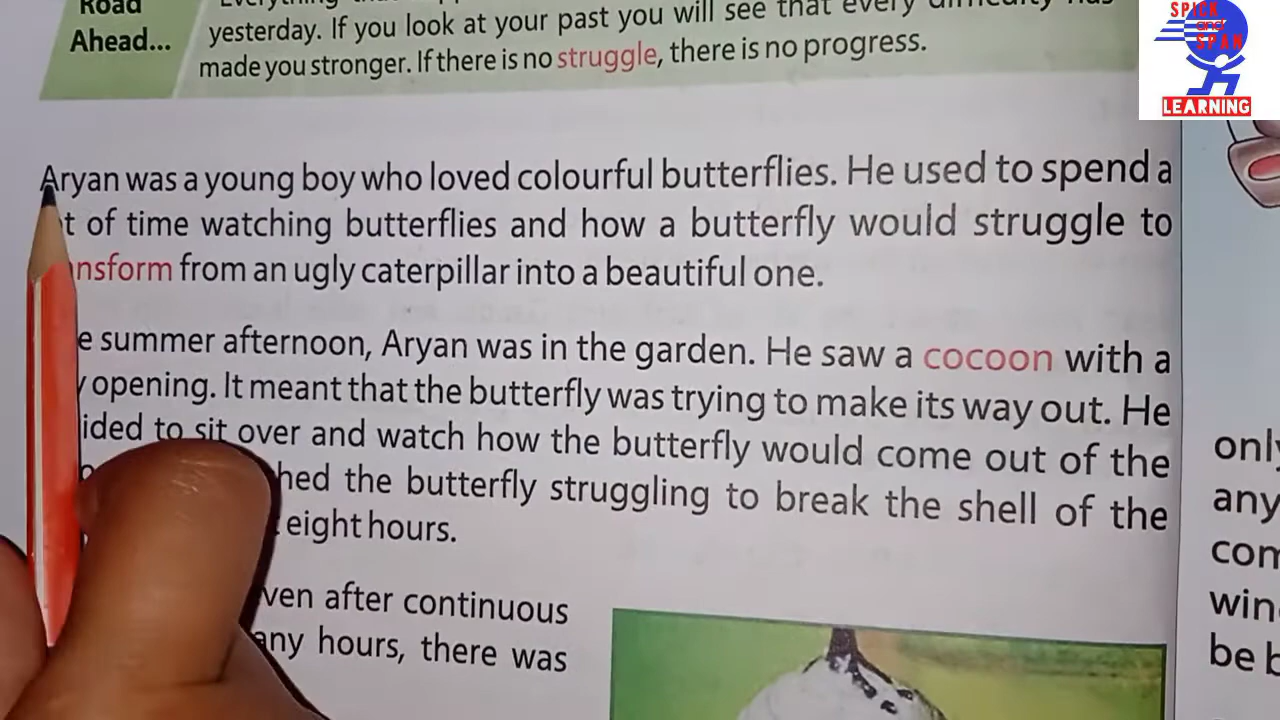 Road
Ahead...
yesterday. If you look at your past you will see that every difficulty has
made you stronger. If there is no struggle, there is no progress.
SPICK
and
SPAN
LEARNING
Aryan was a young boy who loved colourful butterflies. He used to spend a
t of time watching butterflies and how a butterfly would struggle to
nsform from an ugly caterpillar into a beautiful one.
e summer afternoon, Aryan was in the garden. He saw a cocoon with a
y opening. It meant that the butterfly was trying to make its way out. He
ided to sit over and watch how the butterfly would come out of the
hed the butterfly struggling to break the shell of the
eight hours.
ven after continuous
any hours, there was
only
any
com
win
be b